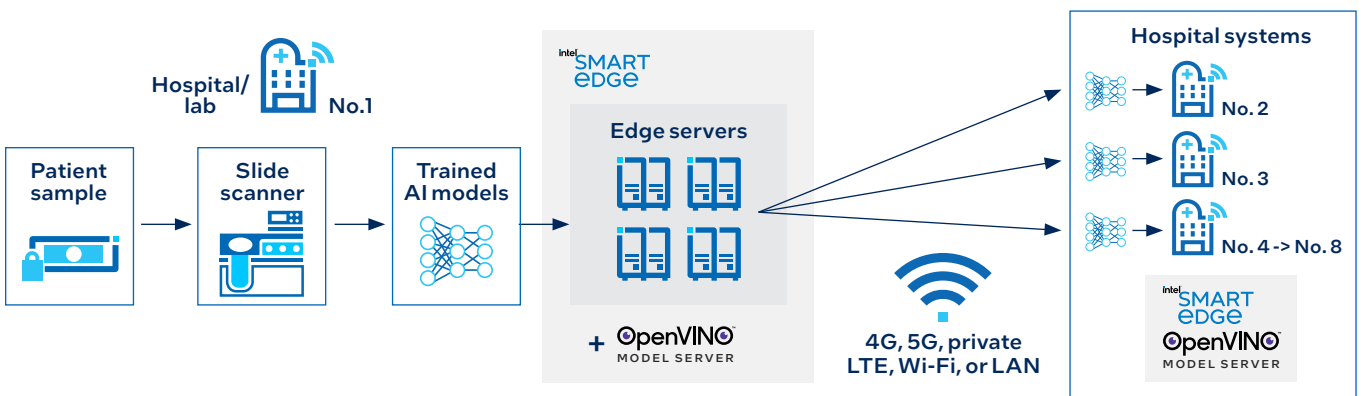 Hospital/
lab
No.1
Patient
sample
Slide
scanner
Trained
AI models
intel
SMART
eDGe
Edge servers
+ OpenVINO™
MODEL SERVER
4G, 5G, private
LTE, Wi-Fi, or LAN
Hospital systems
No. 2
No. 3
No. 4 -> No. 8
intel
SMART
eDGe
OpenVINO™
MODEL SERVER